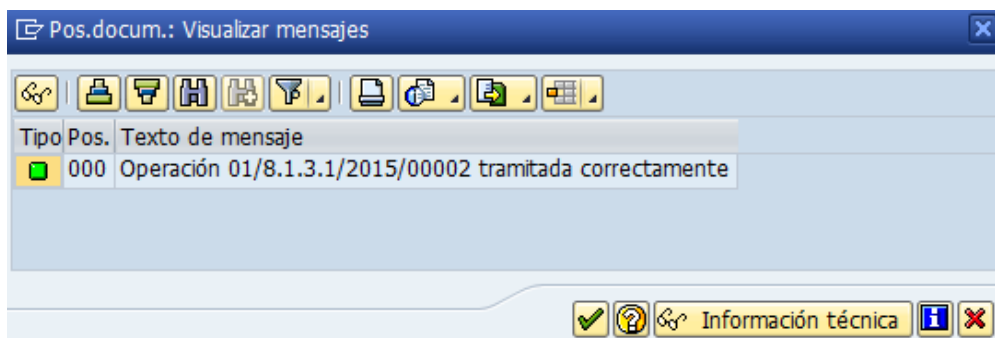 Pos.docum.: Visualizar mensajes
Tipo Pos. Texto de mensaje
000 Operación 01/8.1.3.1/2015/00002 tramitada correctamente
Información técnica